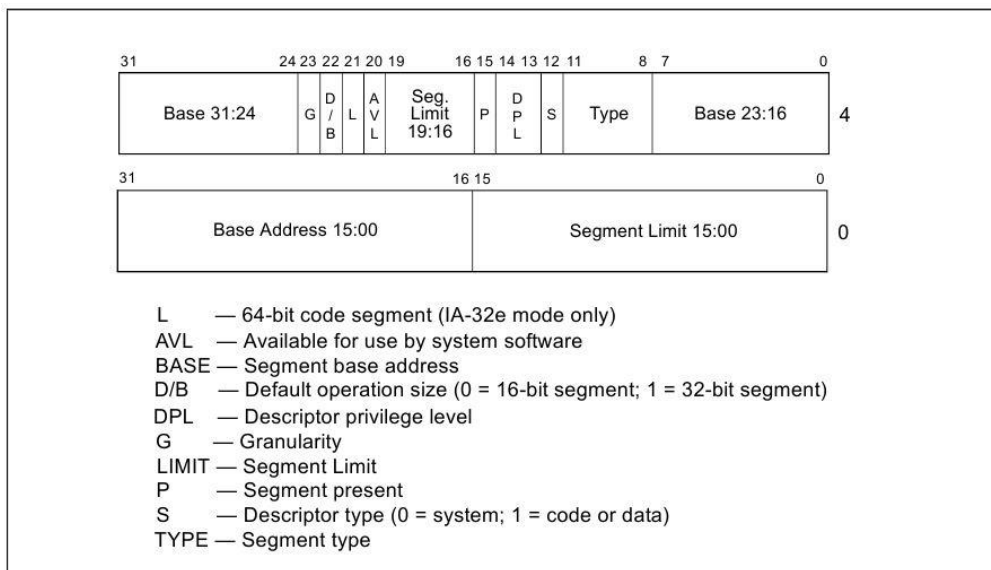 31 24 23 22 21 20 19 16 15 14 13 12 11 8 7 0
Base 31:24 G D/B L AVL Seg. Limit 19:16 P DPL S Type Base 23:16 4
31 16 15 0
Base Address 15:00 Segment Limit 15:00 0
L — 64-bit code segment (IA-32e mode only)
AVL — Available for use by system software
BASE — Segment base address
D/B — Default operation size (0 = 16-bit segment; 1 = 32-bit segment)
DPL — Descriptor privilege level
G — Granularity
LIMIT — Segment Limit
P — Segment present
S — Descriptor type (0 = system; 1 = code or data)
TYPE — Segment type